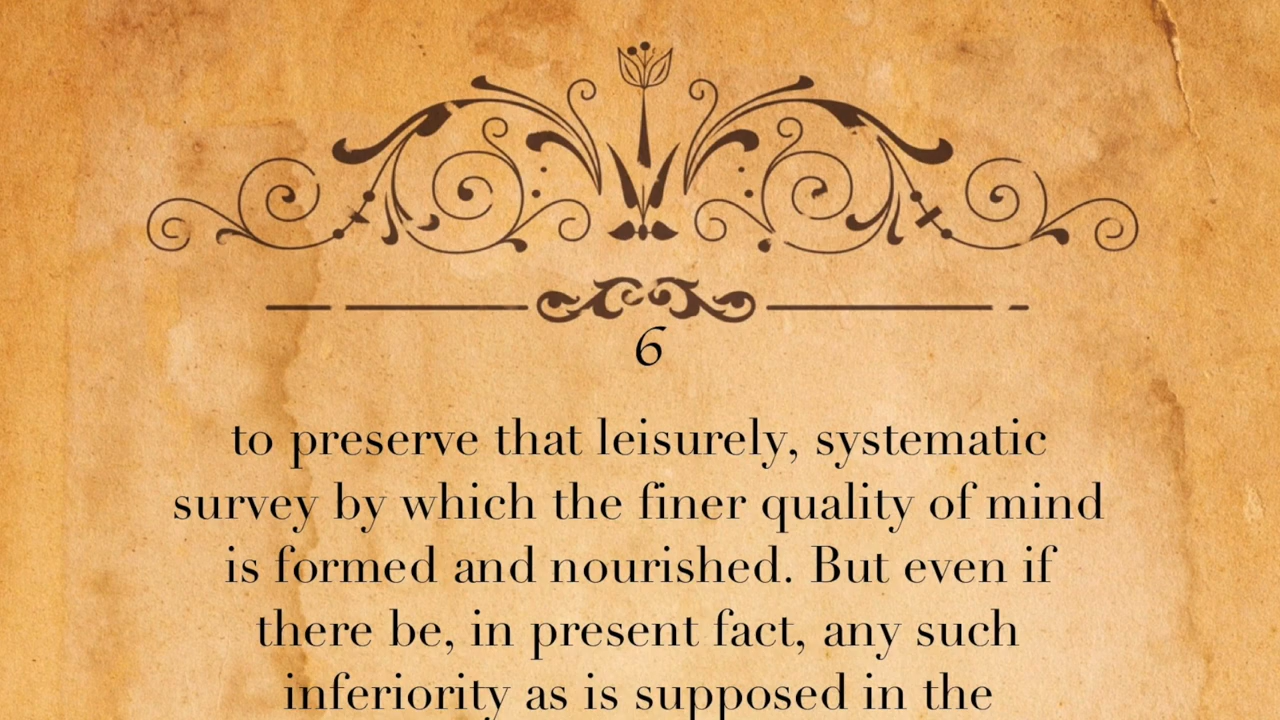 6
to preserve that leisurely, systematic
survey by which the finer quality of mind
is formed and nourished. But even if
there be, in present fact, any such
inferiority as is supposed in the